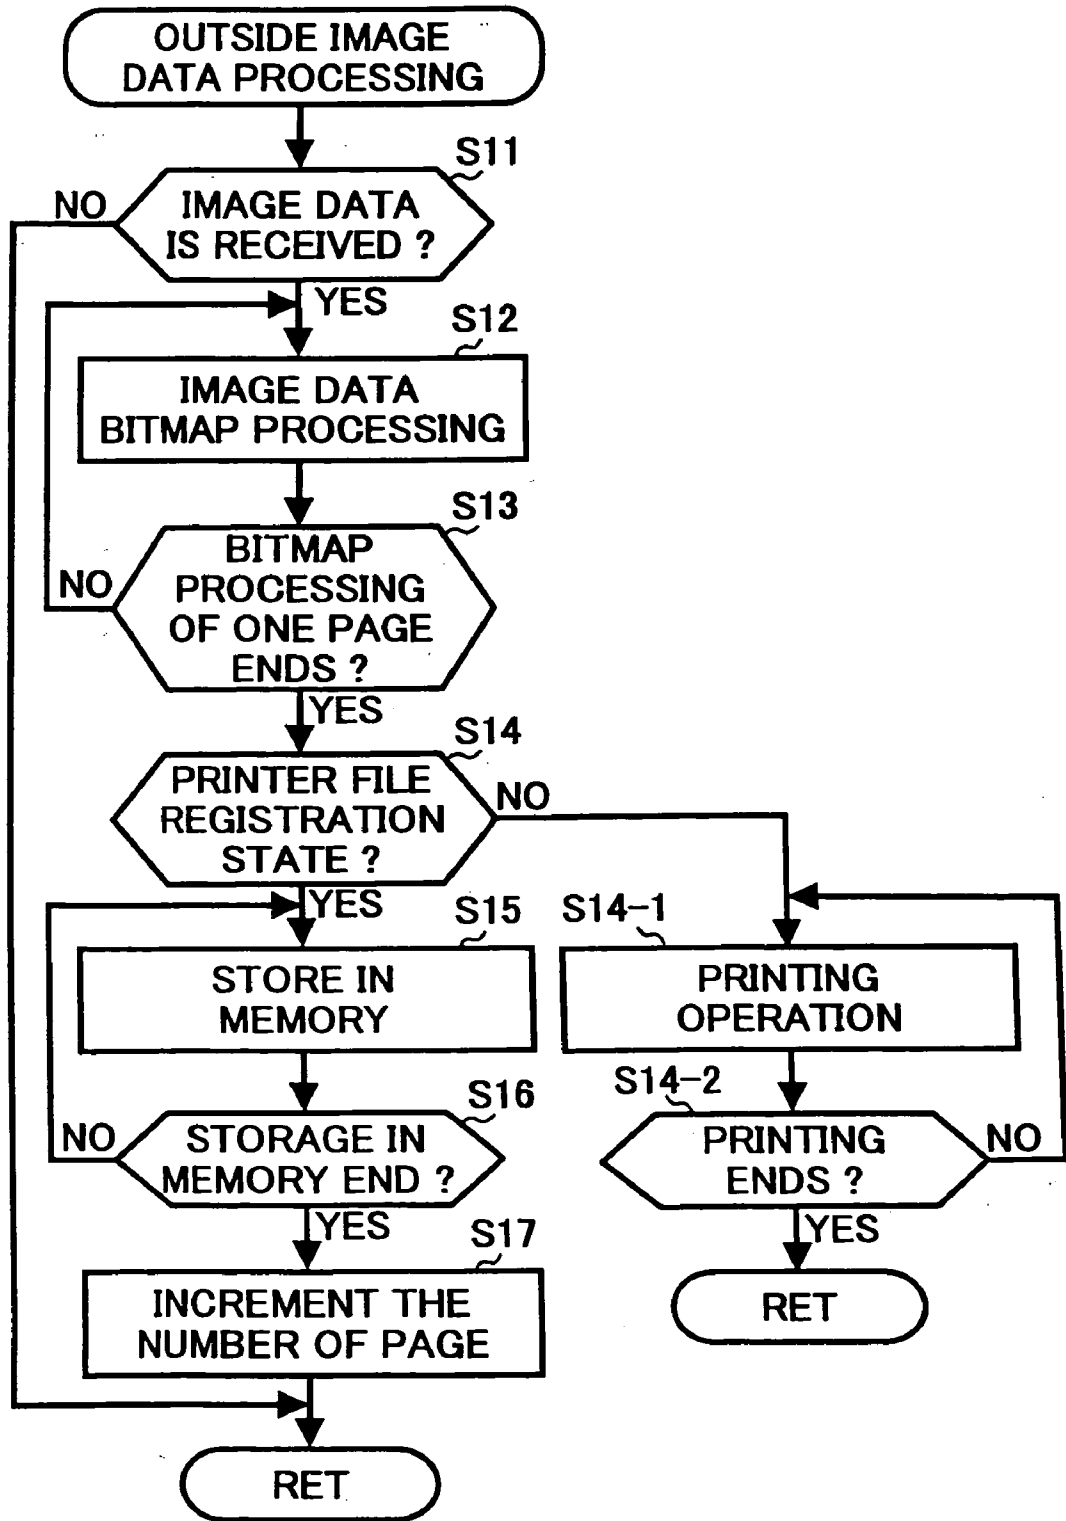 OUTSIDE IMAGE
DATA PROCESSING
S11
NO
IMAGE DATA
IS RECEIVED ?
YES
S12
IMAGE DATA
BITMAP PROCESSING
S13
NO
BITMAP
PROCESSING
OF ONE PAGE
ENDS ?
YES
S14
PRINTER FILE
REGISTRATION
STATE ?
NO
YES
S15
STORE IN
MEMORY
S16
NO
STORAGE IN
MEMORY END ?
YES
S17
INCREMENT THE
NUMBER OF PAGE
RET
S14-1
PRINTING
OPERATION
S14-2
PRINTING
ENDS ?
NO
YES
RET